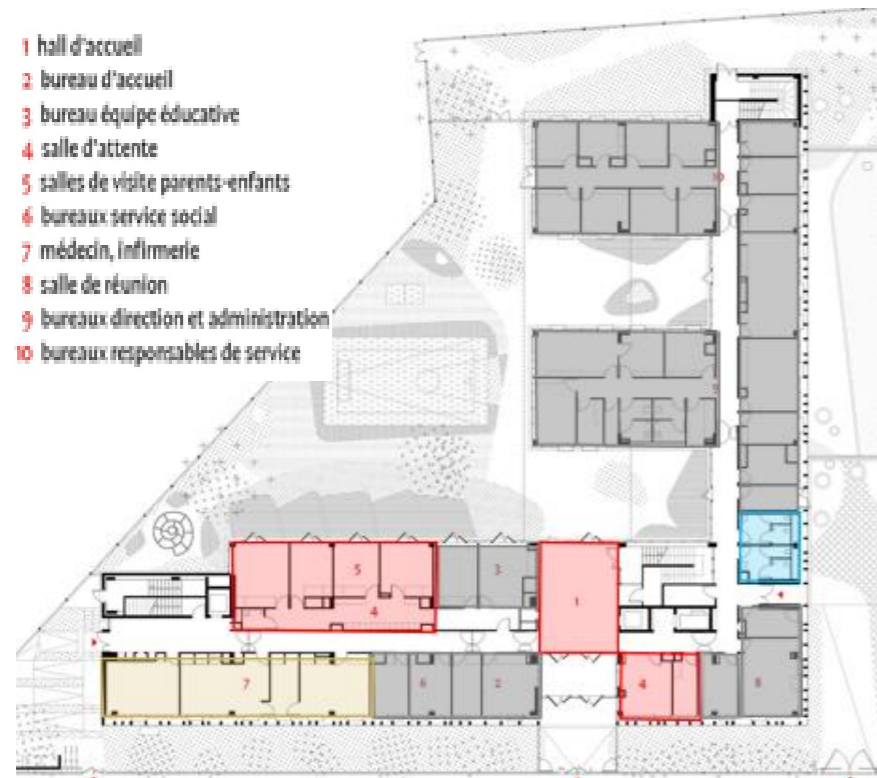 1 hall d'accueil
2 bureau d'accueil
3 bureau équipe éducative
4 salle d'attente
5 salles de visite parents-enfants
6 bureaux service social
7 médecin, infirmerie
8 salle de réunion
9 bureaux direction et administration
10 bureaux responsables de service
10
9
5
3
4
1
7
6
2
4
8